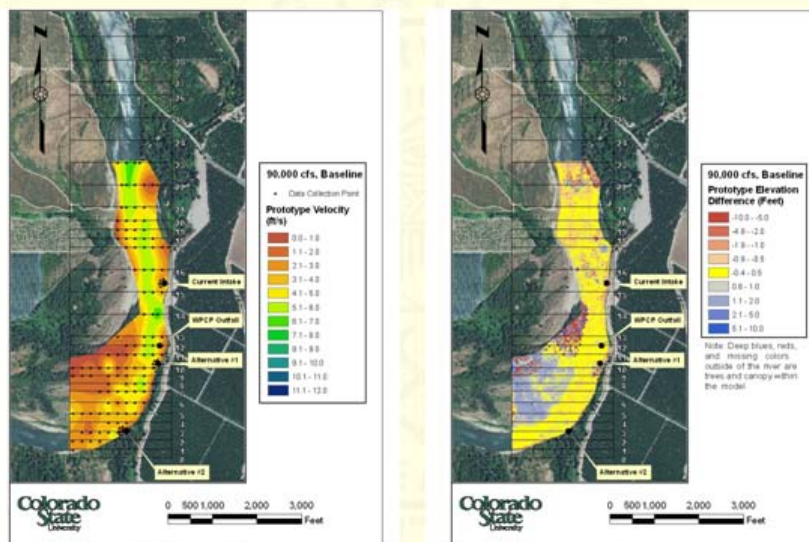 90,000 cfs, Baseline
Data Collection Point
Prototype Velocity
(ft/s)
0.0 - 1.0
1.1 - 2.0
2.1 - 3.0
3.1 - 4.0
4.1 - 5.0
5.1 - 6.0
6.1 - 7.0
7.1 - 8.0
8.1 - 9.0
9.1 - 10.0
10.1 - 11.0
11.1 - 12.0
Current Intake
WPCP Outfall
Alternative #1
Alternative #2
Colorado
State
University
0 500 1,000 2,000 3,000
Feet
90,000 cfs, Baseline
Prototype Elevation
Difference (Feet)
-10.0 - -5.0
-4.9 - -2.0
-1.9 - -1.0
-0.9 - -0.5
-0.4 - 0.5
0.6 - 1.0
1.1 - 2.0
2.1 - 5.0
5.1 - 10.0
Note: Deep blues, reds,
and missing colors
outside of the river are
trees and canopy within
the model
Current Intake
WPCP Outfall
Alternative #1
Alternative #2
Colorado
State
University
0 500 1,000 2,000 3,000
Feet